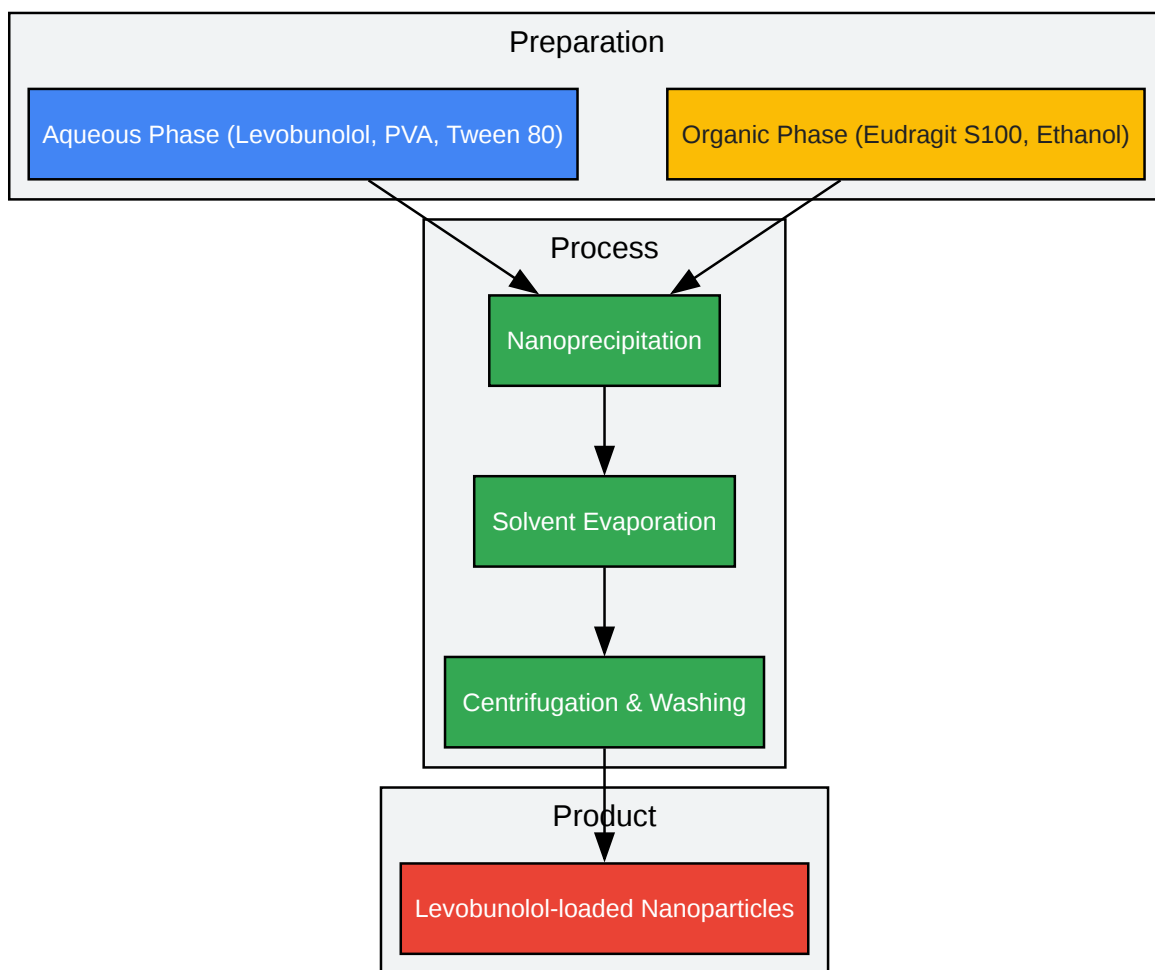 Preparation
Aqueous Phase (Levobunolol, PVA, Tween 80)
Organic Phase (Eudragit S100, Ethanol)
Process
Nanoprecipitation
Solvent Evaporation
Centrifugation & Washing
Product
Levobunolol-loaded Nanoparticles